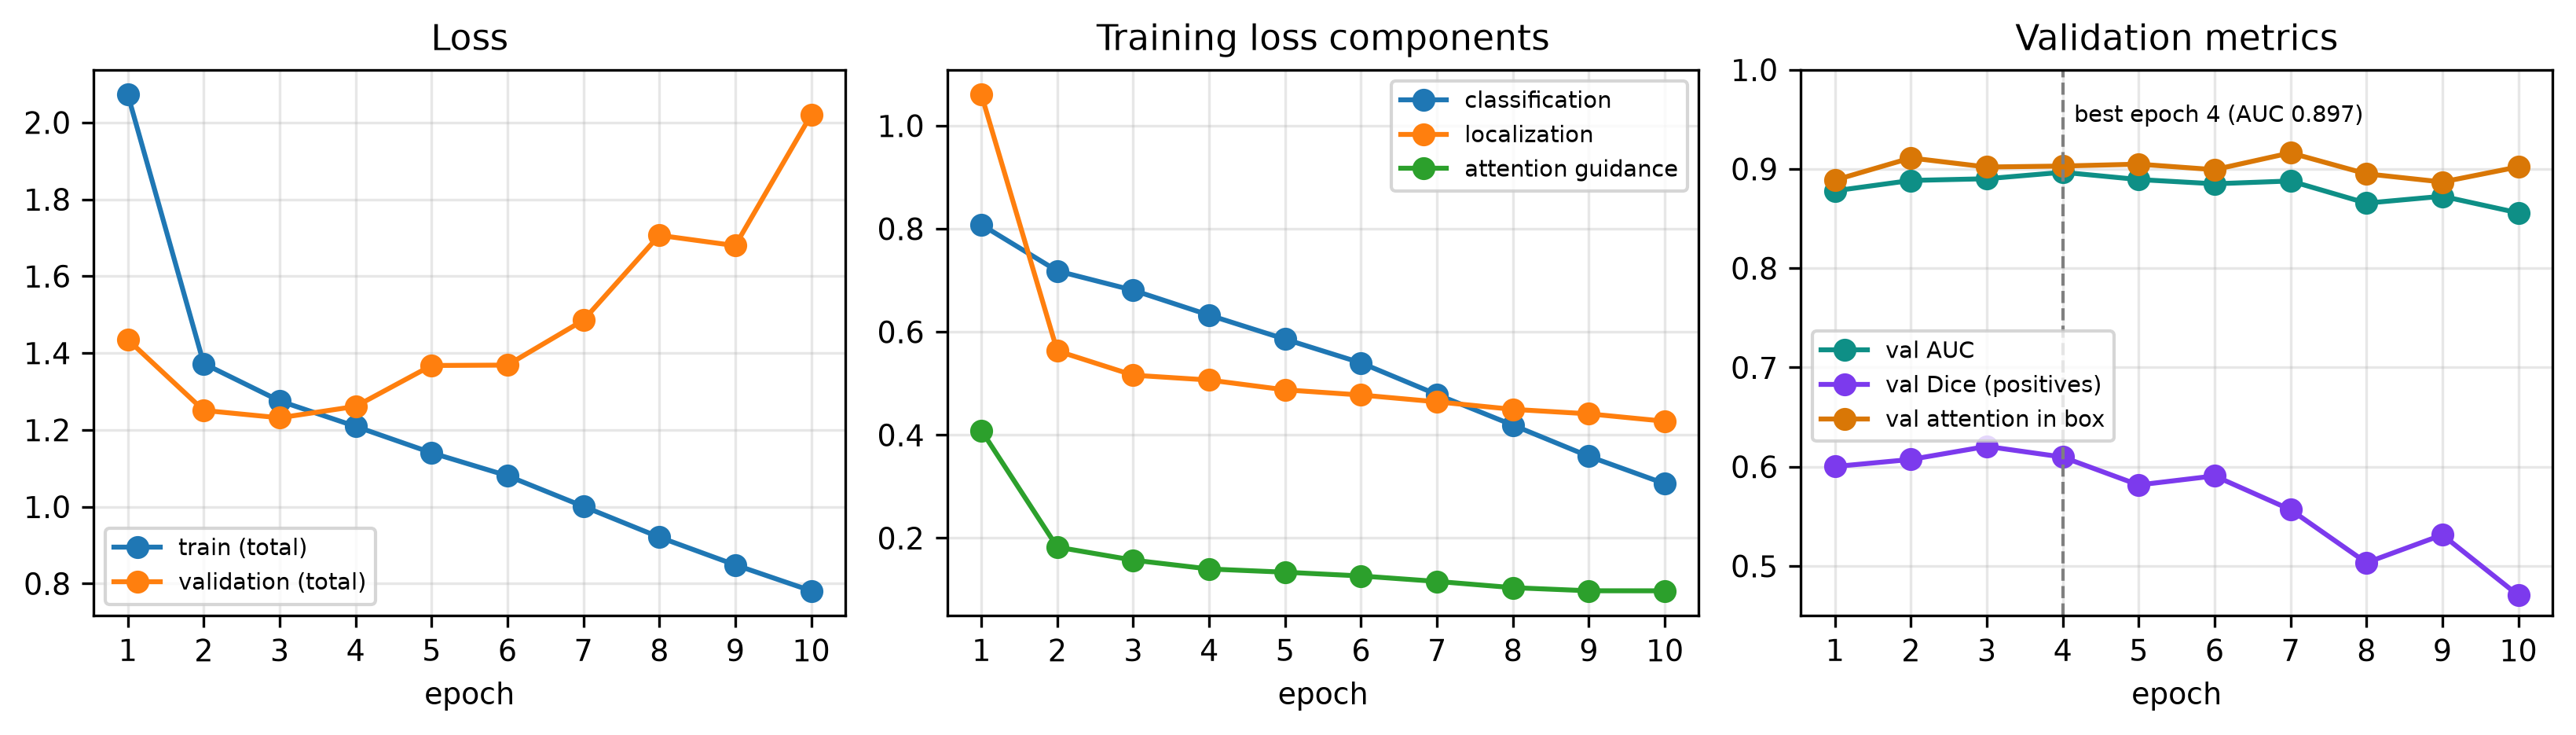 Loss
2.0
1.8
1.6
1.4
1.2
1.0
0.8
train (total)
validation (total)
1 2 3 4 5 6 7 8 9 10
epoch
Training loss components
1.0
0.8
0.6
0.4
0.2
classification
localization
attention guidance
1 2 3 4 5 6 7 8 9 10
epoch
Validation metrics
1.0
0.9
0.8
0.7
0.6
0.5
best epoch 4 (AUC 0.897)
val AUC
val Dice (positives)
val attention in box
1 2 3 4 5 6 7 8 9 10
epoch